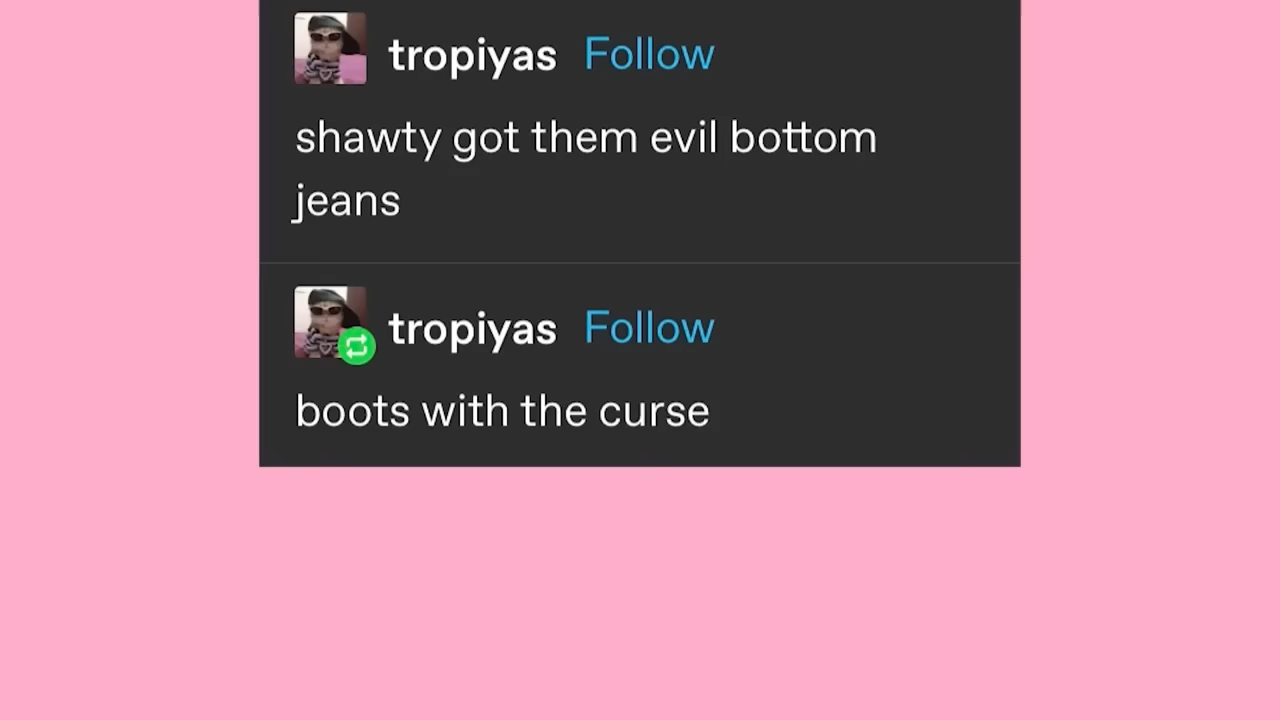 tropiyas Follow
shawty got them evil bottom
jeans
tropiyas Follow
boots with the curse